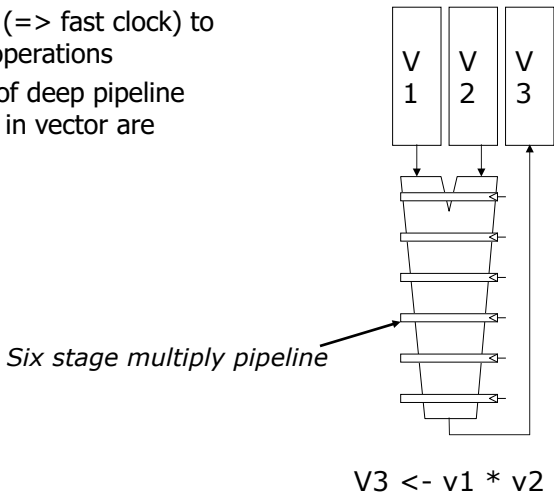 (=> fast clock) to
operations
of deep pipeline
in vector are
V V V
1 2 3
Six stage multiply pipeline
V3 <- v1 * v2